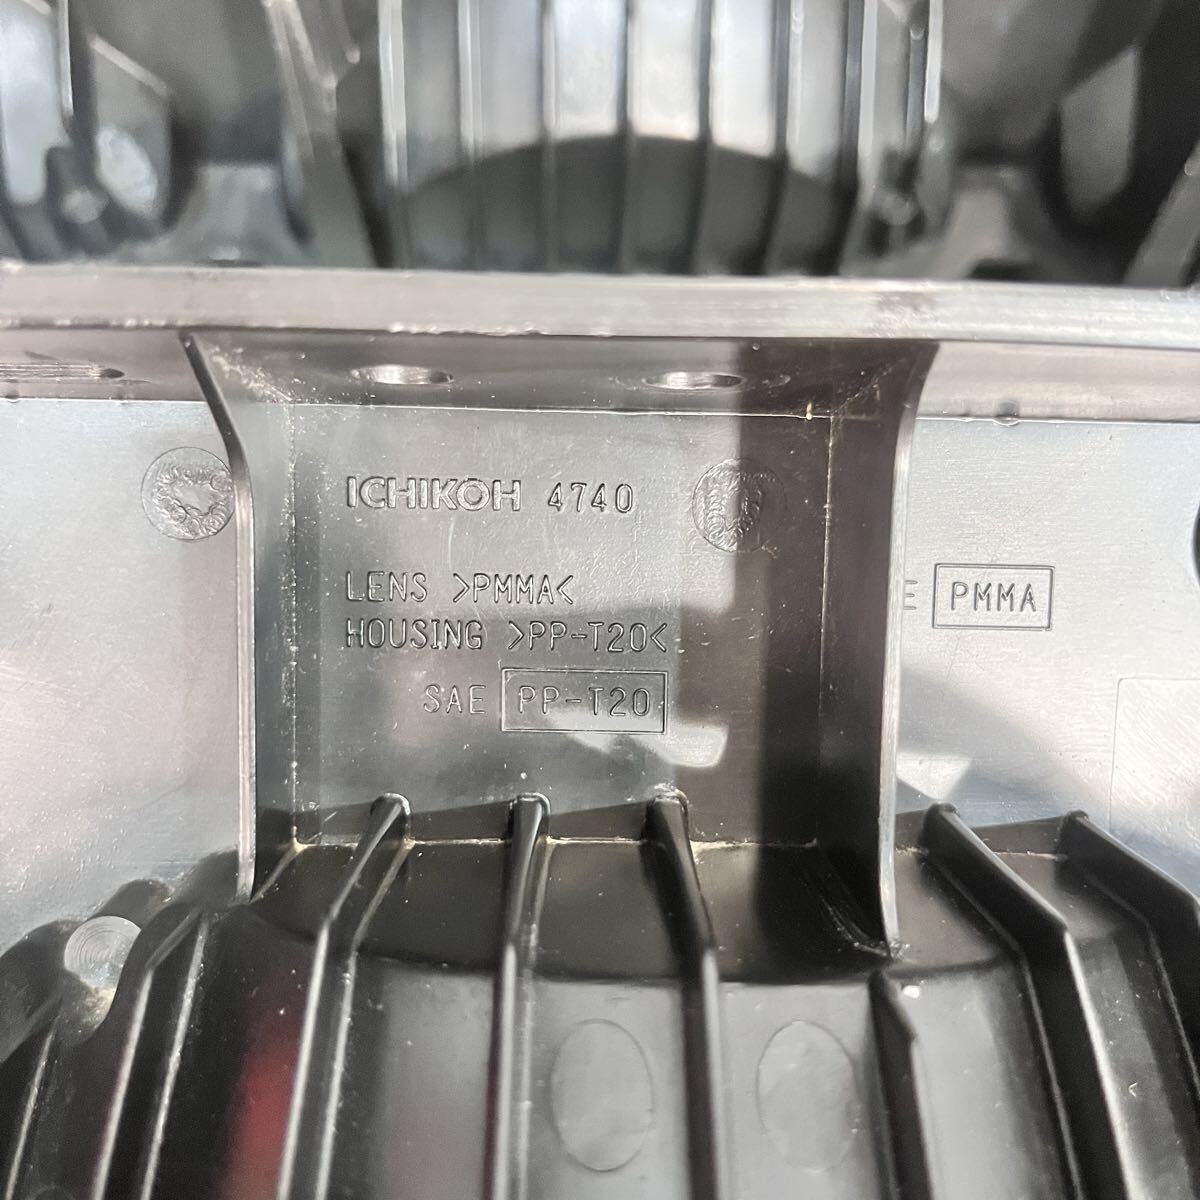 ICHIKOH 4740
LENS >PMMA<
HOUSING >PP-T20<
SAE PP-T20
E PMMA